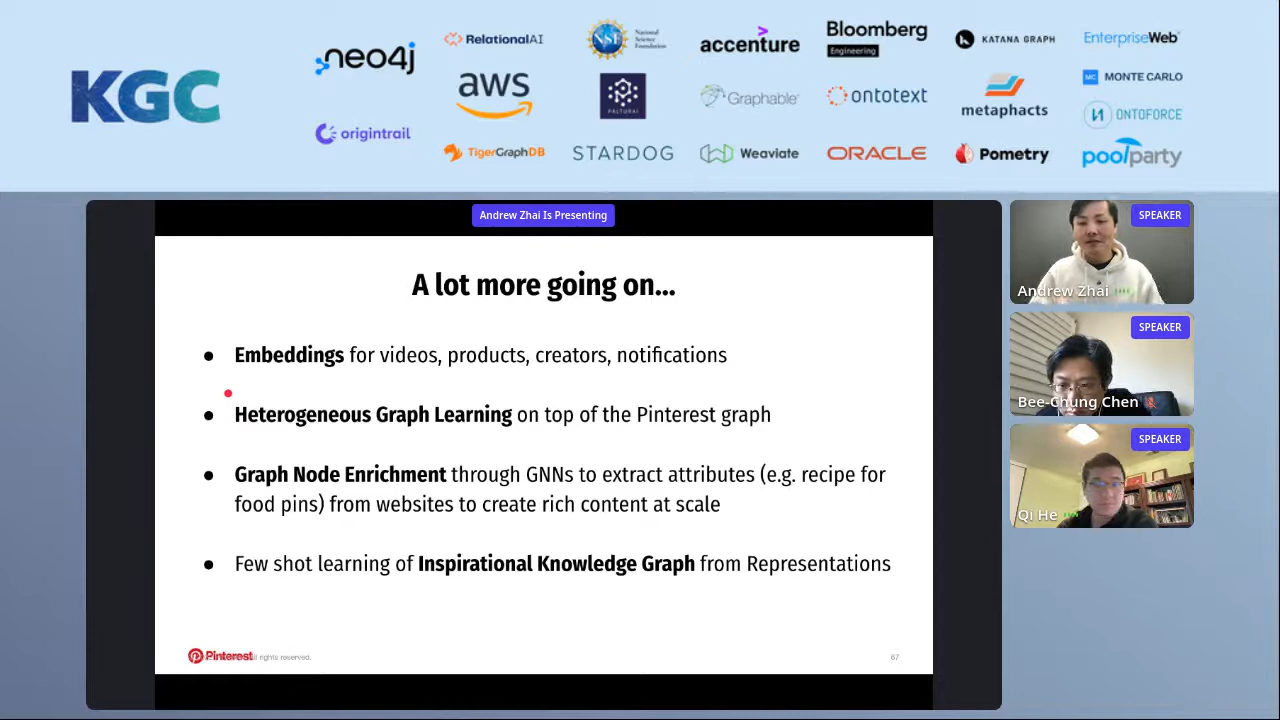 KGC
neo4j
origintrail
RelationalAI
aws
TigerGraphDB
NSF
National
Science
Foundation
STARDOG
accenture
Graphable
Weaviate
Bloomberg
Engineering
ontotext
ORACLE
KATANA GRAPH
metaphacts
Pometry
EnterpriseWeb
MC MONTE CARLO
ONTOFORCE
poolparty
Andrew Zhai Is Presenting
A lot more going on...
● Embeddings for videos, products, creators, notifications
● Heterogeneous Graph Learning on top of the Pinterest graph
● Graph Node Enrichment through GNNs to extract attributes (e.g. recipe for
food pins) from websites to create rich content at scale
● Few shot learning of Inspirational Knowledge Graph from Representations
Pinterest
all rights reserved.
67
SPEAKER
Andrew Zhai
SPEAKER
Bee-Chung Chen
SPEAKER
Qi He